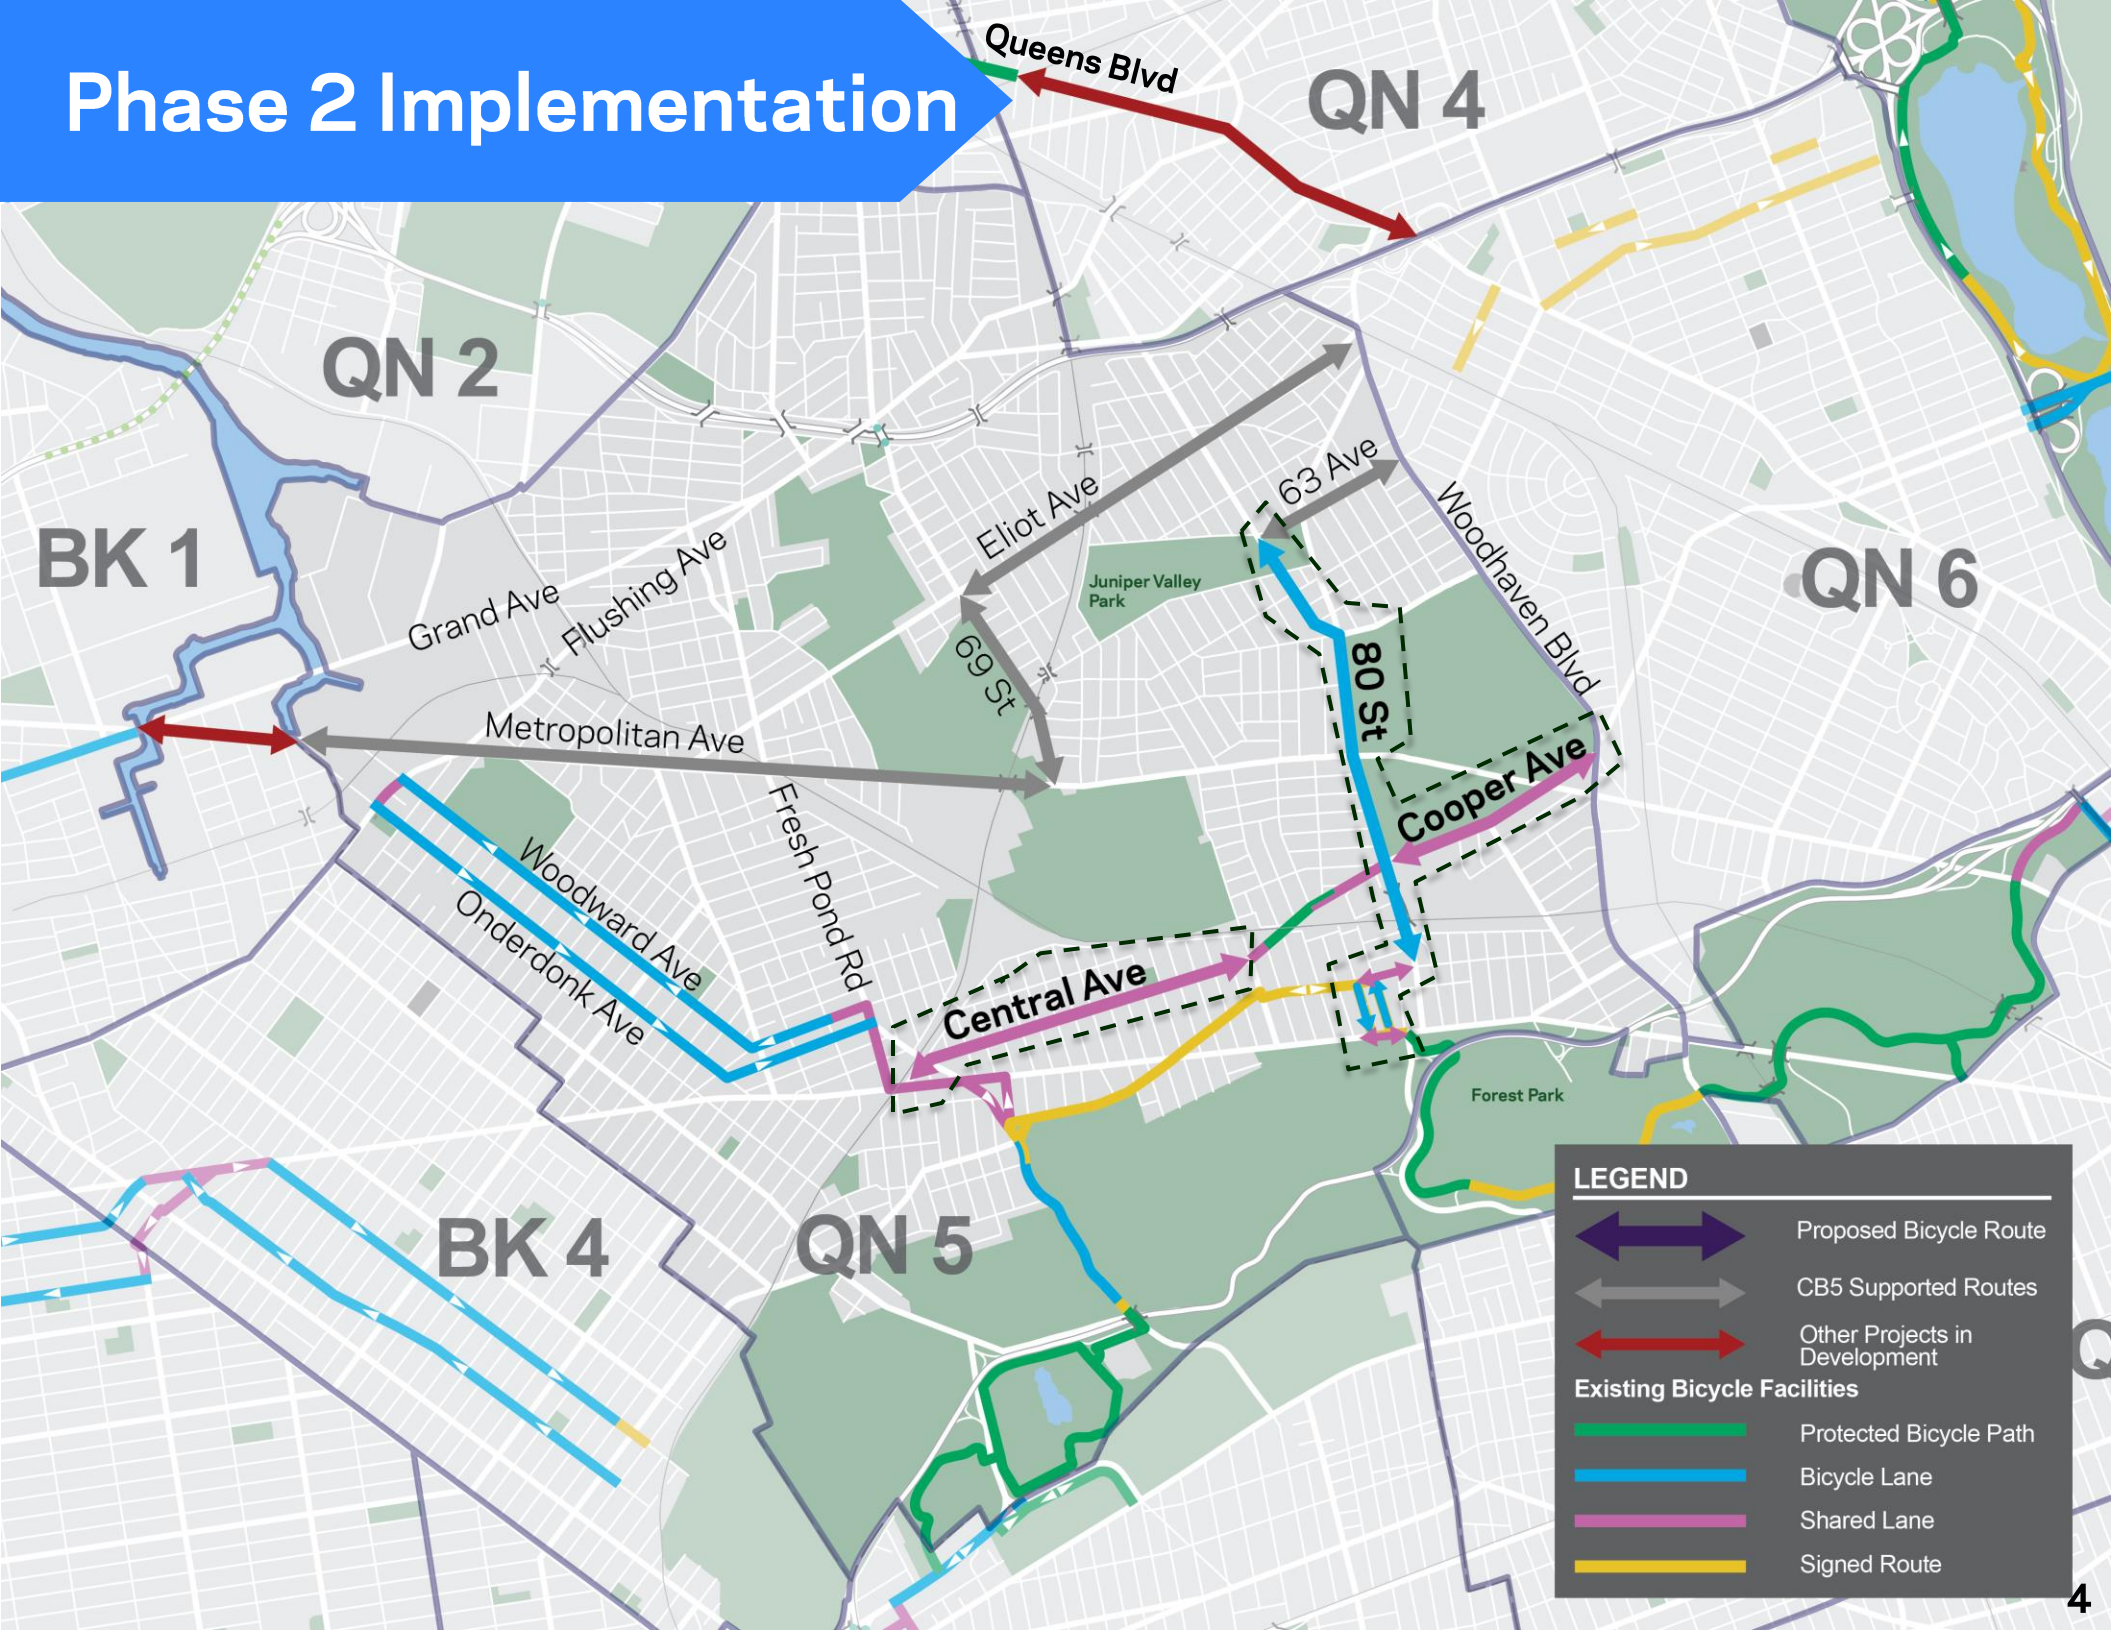 Phase 2 Implementation
Queens Blvd
QN 4
QN 2
63 Ave
Eliot Ave
Woodhaven Blvd
BK 1
QN 6
Flushing Ave
Grand Ave
Juniper Valley
Park
69 St
80 St
Metropolitan Ave
Cooper Ave
Fresh Pond Rd
Woodward Ave
Onderdonk Ave
Central Ave
Forest Park
BK 4
QN 5
LEGEND
Proposed Bicycle Route
CB5 Supported Routes
Other Projects in
Development
Existing Bicycle Facilities
Protected Bicycle Path
Bicycle Lane
Shared Lane
Signed Route
Q
4